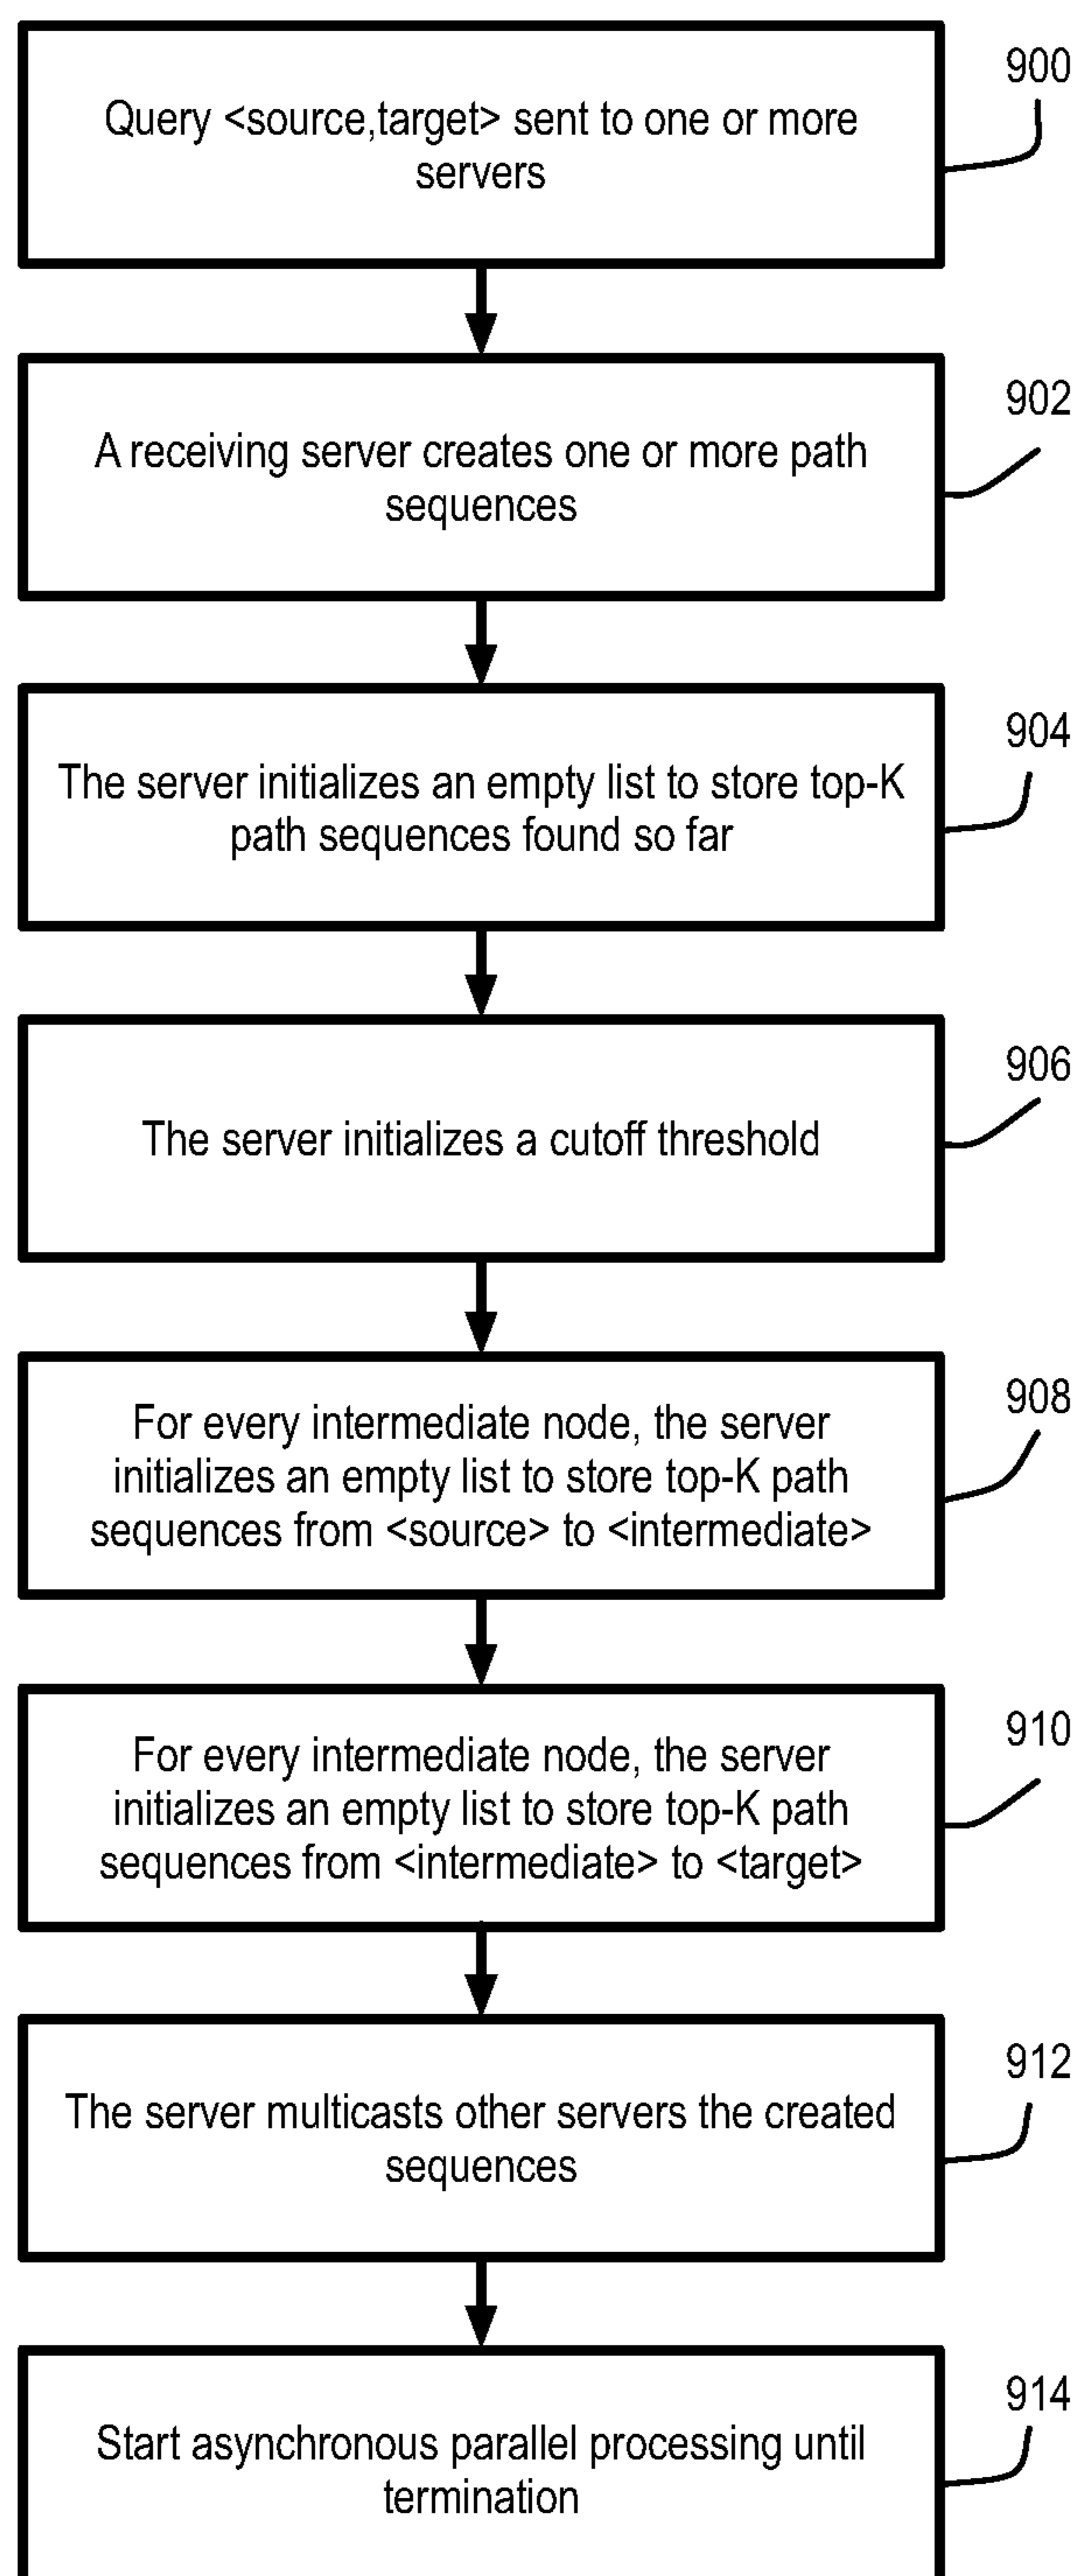 Query <source,target> sent to one or more
servers
900
A receiving server creates one or more path
sequences
902
The server initializes an empty list to store top-K
path sequences found so far
904
The server initializes a cutoff threshold
906
For every intermediate node, the server
initializes an empty list to store top-K path
sequences from <source> to <intermediate>
908
For every intermediate node, the server
initializes an empty list to store top-K path
sequences from <intermediate> to <target>
910
The server multicasts other servers the created
sequences
912
Start asynchronous parallel processing until
termination
914